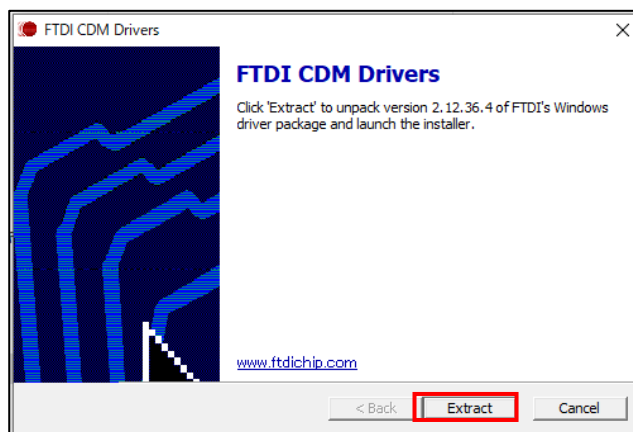 FTDI CDM Drivers
FTDI CDM Drivers
Click 'Extract' to unpack version 2.12.36.4 of FTDI's Windows
driver package and launch the installer.
www.ftdichip.com
< Back Extract Cancel